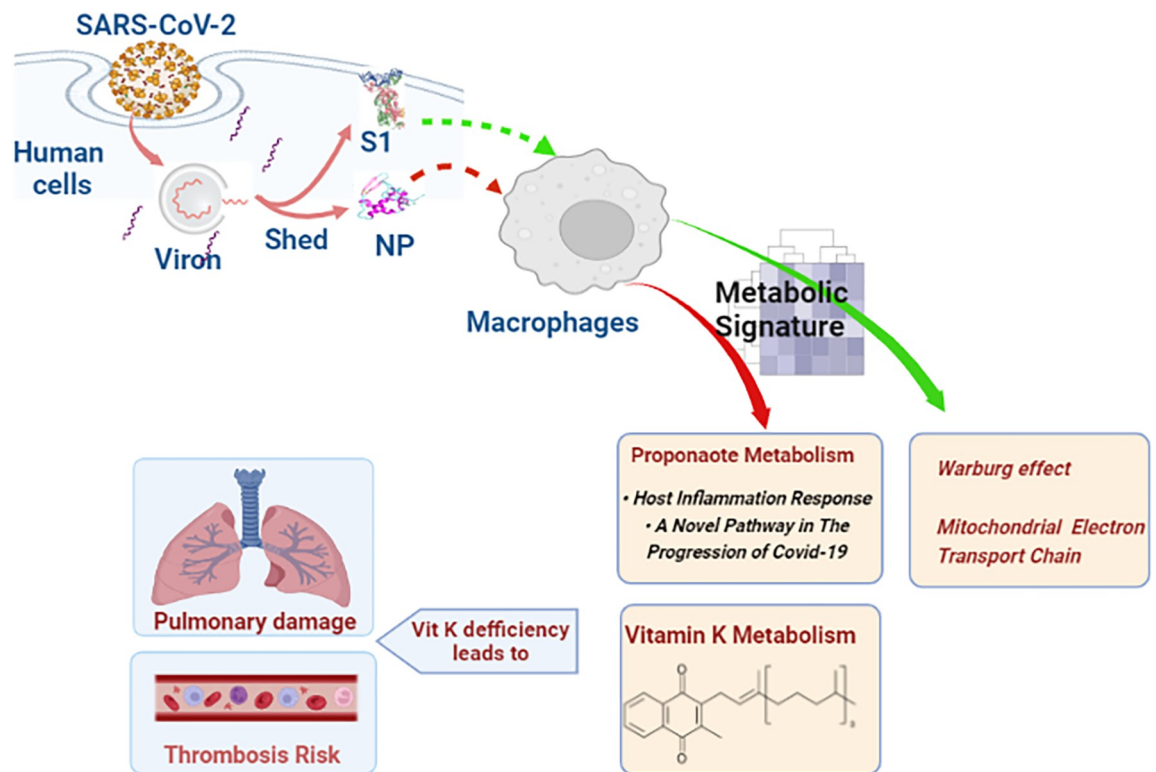 SARS-CoV-2
Human
cells
Viron
Shed
S1
NP
Macrophages
Metabolic
Signature
Proponaote Metabolism
• Host Inflammation Response
• A Novel Pathway in The
Progression of Covid-19
Warburg effect
Mitochondrial Electron
Transport Chain
Vitamin K Metabolism
O
O
3
Vit K defficiency
leads to
Pulmonary damage
Thrombosis Risk